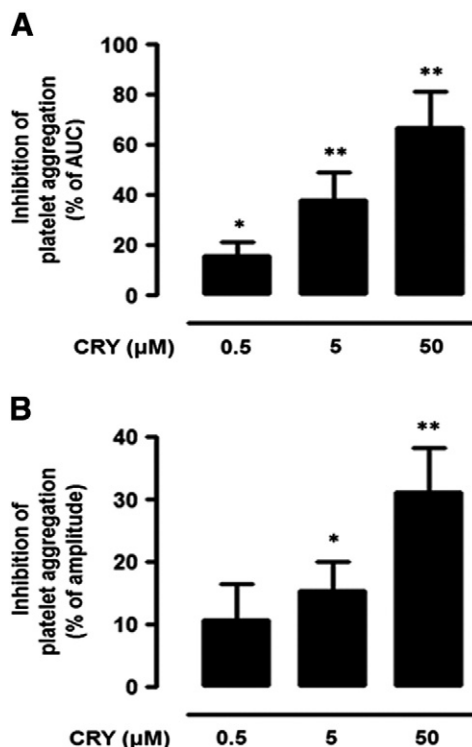 A
Inhibition of
platelet aggregation
(% of AUC)
100
80
60
40
20
0
*
**
**
CRY (μM) 0.5 5 50
B
Inhibition of
platelet aggregation
(% of amplitude)
40
30
20
10
0
*
**
CRY (μM) 0.5 5 50